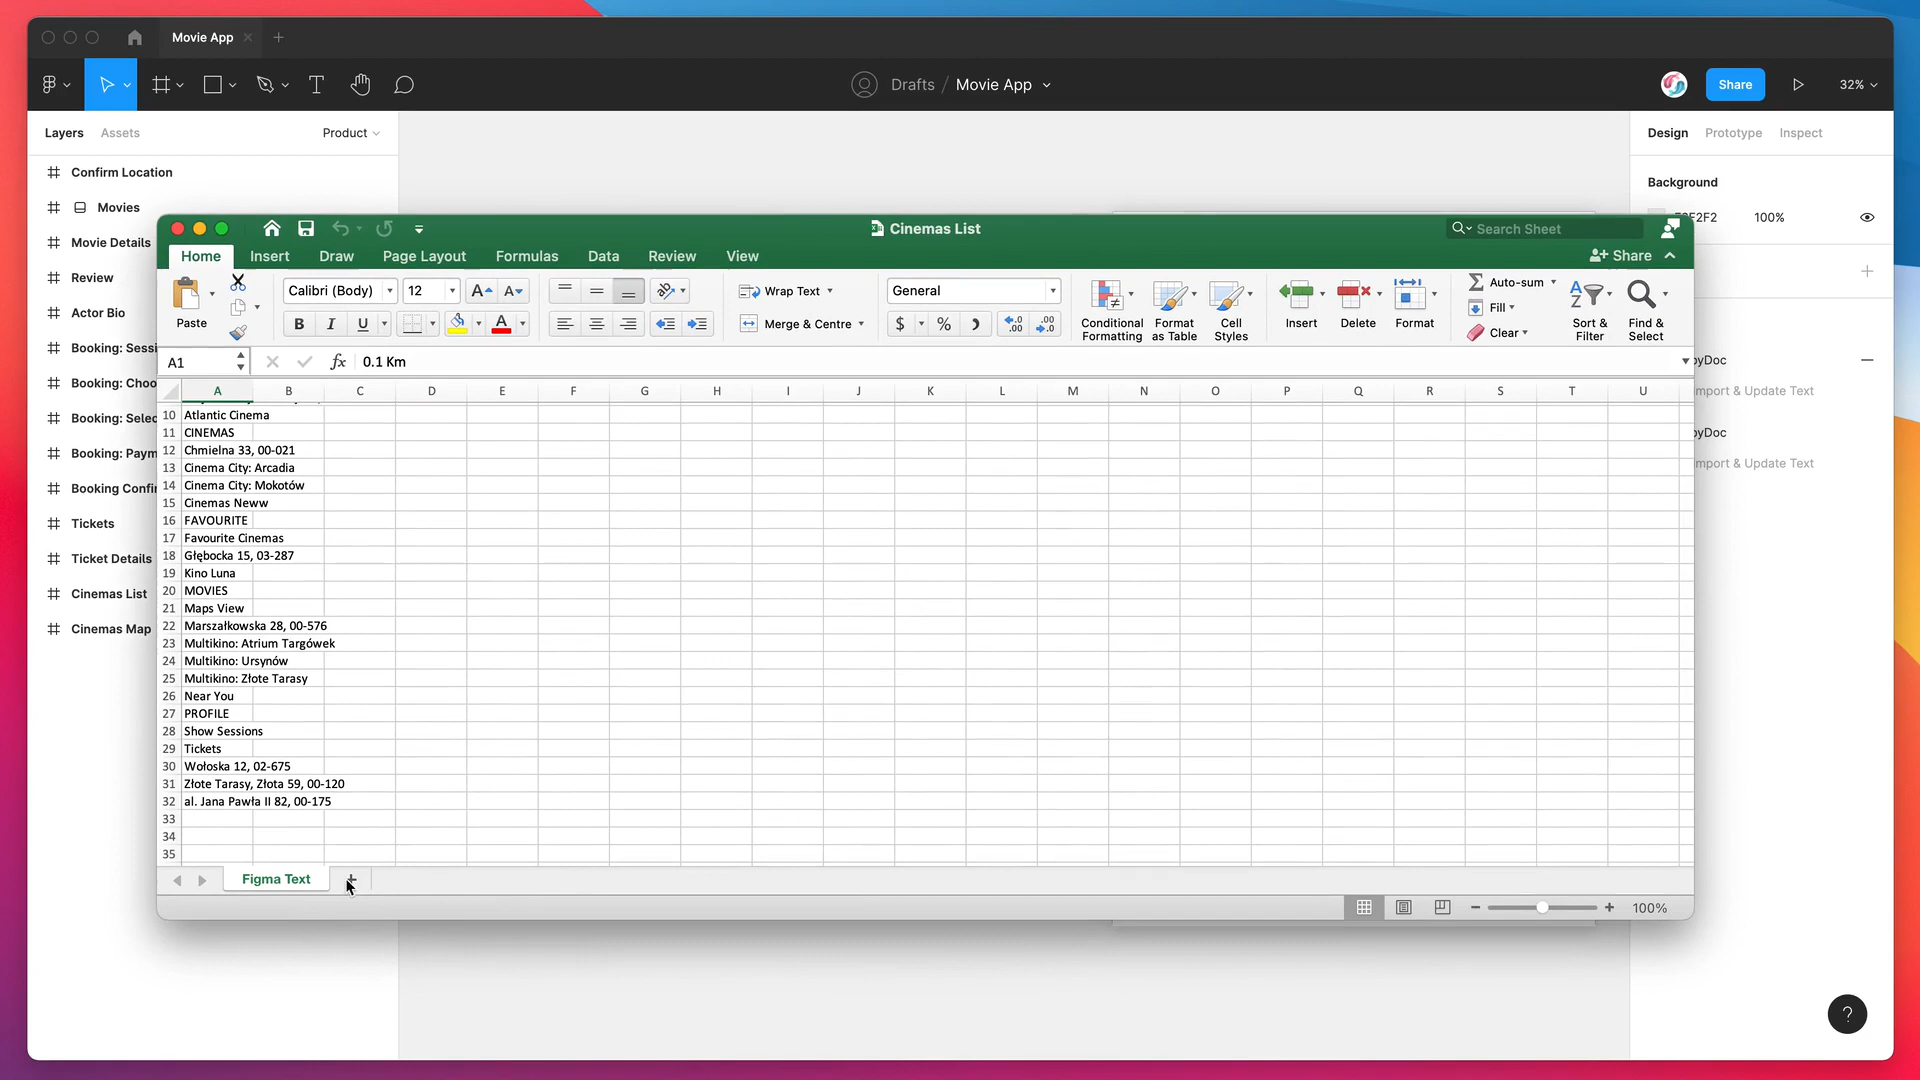 Movie App
Drafts / Movie App
Share
32%
Layers
Assets
Product
Design
Prototype
Inspect
Confirm Location
Movies
Movie Details
Review
Actor Bio
Booking: Sessi
Booking: Choo
Booking: Selec
Booking: Paym
Booking Confir
Tickets
Ticket Details
Cinemas List
Cinemas Map
Background
100%
pyDoc
mport & Update Text
pyDoc
mport & Update Text
Cinemas List
Search Sheet
Home
Insert
Draw
Page Layout
Formulas
Data
Review
View
Share
Paste
Calibri (Body)
12
Wrap Text
Merge & Centre
General
Conditional
Formatting
Format
as Table
Cell
Styles
Insert
Delete
Format
Auto-sum
Fill
Clear
Sort &
Filter
Find &
Select
A1
fx
0.1 Km
A B C D E F G H I J K L M N O P Q R S T U
10 Atlantic Cinema
11 CINEMAS
12 Chmielna 33, 00-021
13 Cinema City: Arcadia
14 Cinema City: Mokotów
15 Cinemas Neww
16 FAVOURITE
17 Favourite Cinemas
18 Głębocka 15, 03-287
19 Kino Luna
20 MOVIES
21 Maps View
22 Marszałkowska 28, 00-576
23 Multikino: Atrium Targówek
24 Multikino: Ursynów
25 Multikino: Złote Tarasy
26 Near You
27 PROFILE
28 Show Sessions
29 Tickets
30 Wołoska 12, 02-675
31 Złote Tarasy, Złota 59, 00-120
32 al. Jana Pawła II 82, 00-175
33
34
35
Figma Text
100%
?